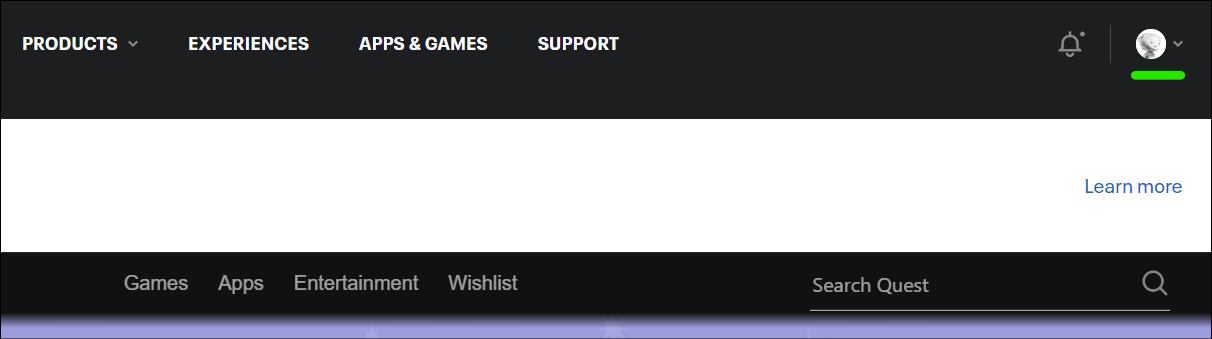 PRODUCTS EXPERIENCES APPS & GAMES SUPPORT
Learn more
Games Apps Entertainment Wishlist Search Quest